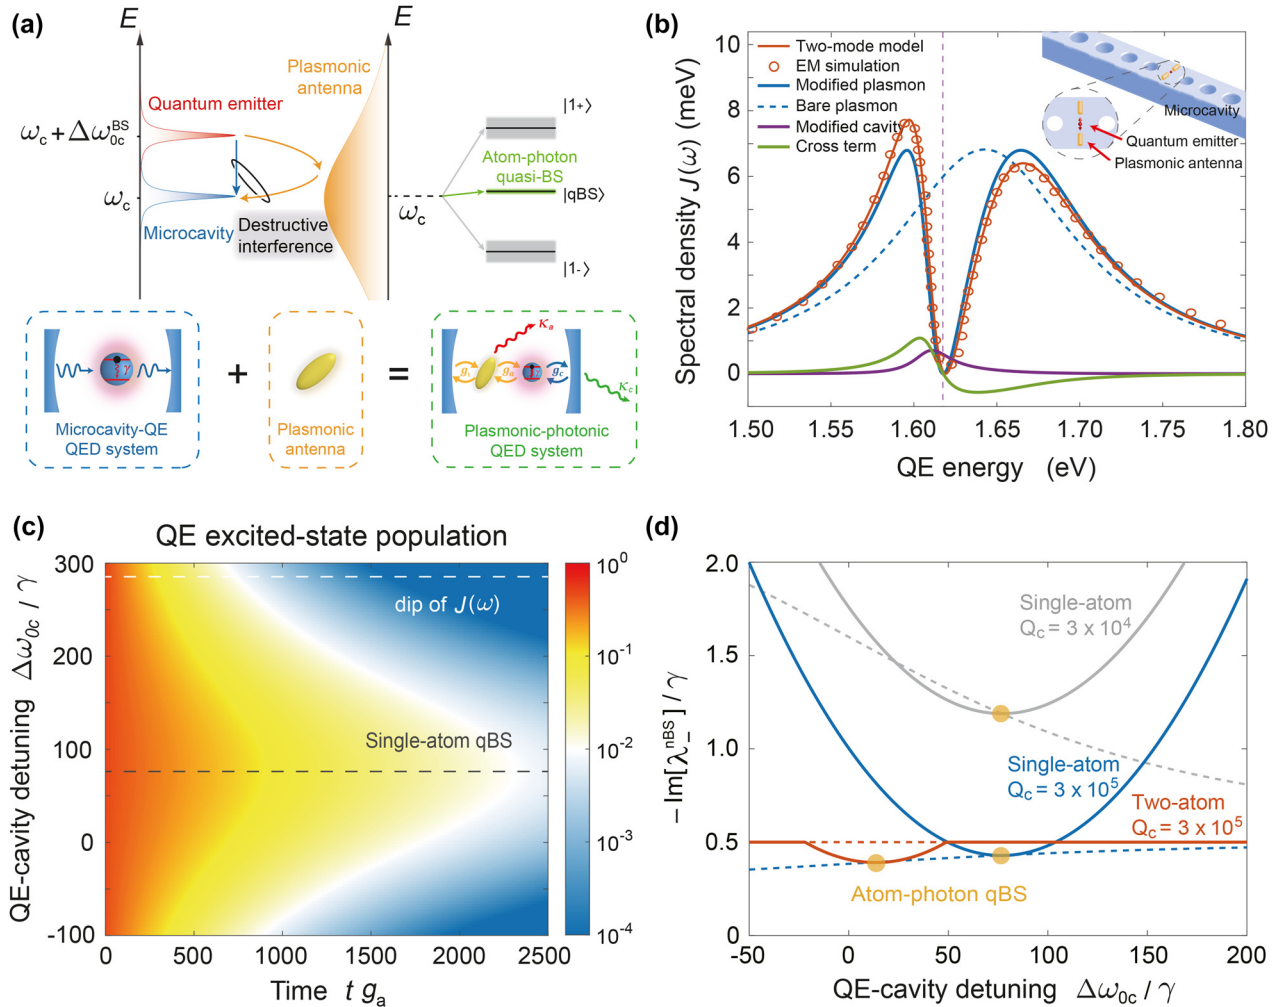 (a)
E
E
Plasmonic
antenna
Quantum emitter
ω_c + Δω_0c^BS
ω_c
Microcavity
Destructive
interference
ω_c
|1+⟩
Atom-photon
quasi-BS
|qBS⟩
|1-⟩
γ
κ_a
g_1
g_a
γ
g_c
κ_c
+
=
Microcavity-QE
QED system
Plasmonic
antenna
Plasmonic-photonic
QED system
(b)
Spectral density J(ω) (meV)
10
8
6
4
2
0
Two-mode model
EM simulation
Modified plasmon
Bare plasmon
Modified cavity
Cross term
Microcavity
Quantum emitter
Plasmonic antenna
1.50
1.55
1.60
1.65
1.70
1.75
1.80
QE energy (eV)
(c)
QE excited-state population
QE-cavity detuning Δω_0c / γ
300
200
100
0
-100
dip of J(ω)
Single-atom qBS
0
500
1000
1500
2000
2500
Time t g_a
10^0
10^-1
10^-2
10^-3
10^-4
(d)
−Im[λ_-^nBS] / γ
2.0
1.5
1.0
0.5
0
Single-atom
Q_c = 3 x 10^4
Single-atom
Q_c = 3 x 10^5
Two-atom
Q_c = 3 x 10^5
Atom-photon qBS
-50
0
50
100
150
200
QE-cavity detuning Δω_0c / γ